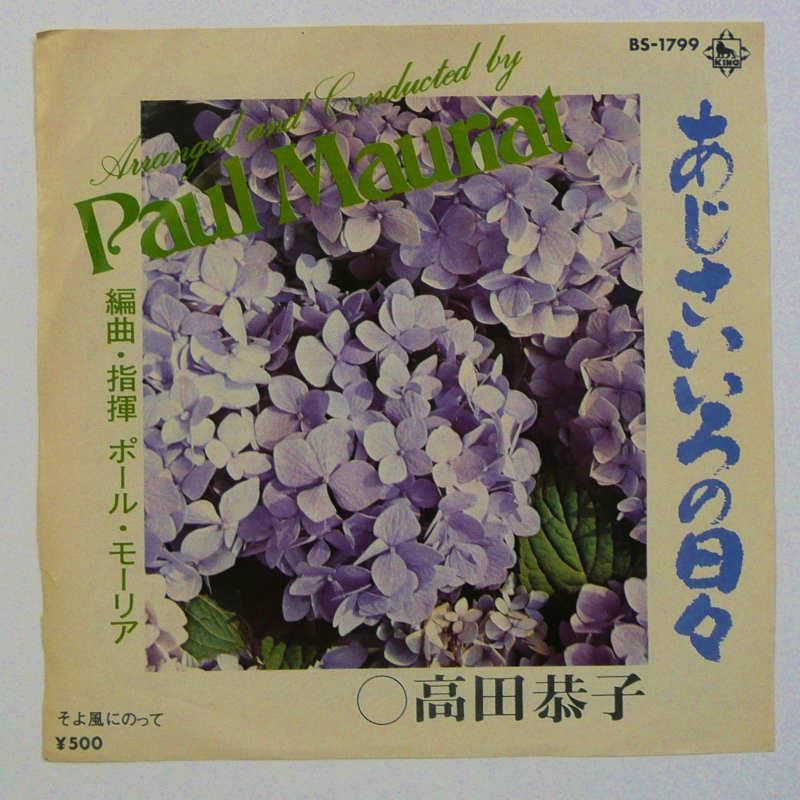 BS-1799
KING
Arranged and Conducted by
Paul Mauriat
あじさいいろの日々
編曲・指揮 ポール・モーリア
高田恭子
そよ風にのって
¥500